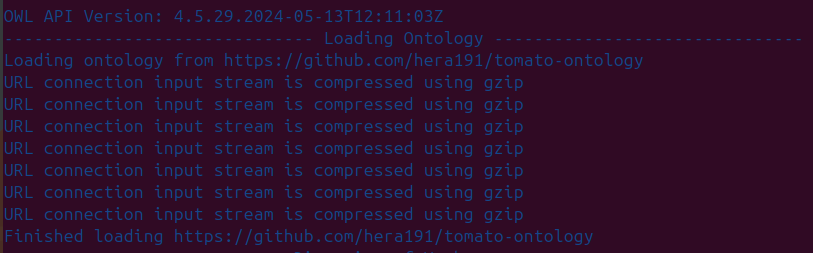 OWL API Version: 4.5.29.2024-05-13T12:11:03Z
------------------------------- Loading Ontology -------------------------------
Loading ontology from https://github.com/hera191/tomato-ontology
URL connection input stream is compressed using gzip
URL connection input stream is compressed using gzip
URL connection input stream is compressed using gzip
URL connection input stream is compressed using gzip
URL connection input stream is compressed using gzip
URL connection input stream is compressed using gzip
URL connection input stream is compressed using gzip
Finished loading https://github.com/hera191/tomato-ontology